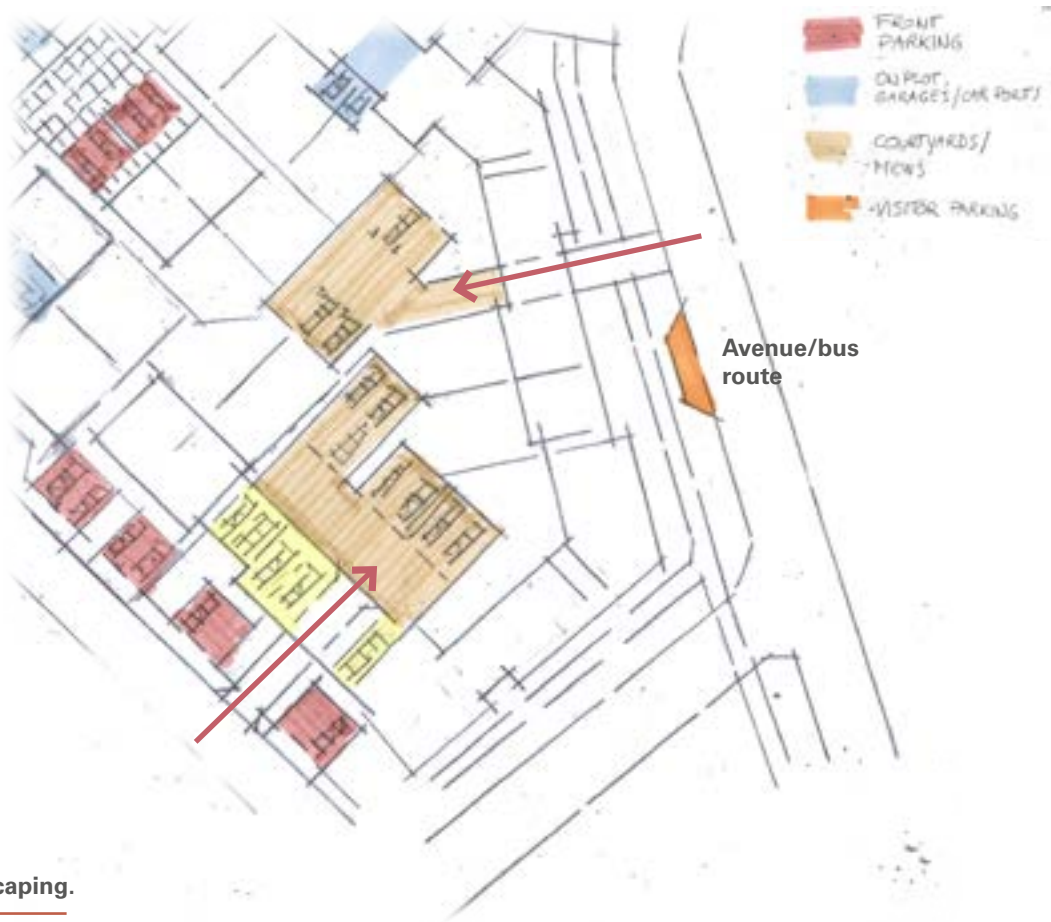 FRONT
PARKING
ON PLOT,
GARAGES/CAR PORTS
COURTYARDS/
MEWS
VISITOR PARKING
Avenue/bus
route
caping.